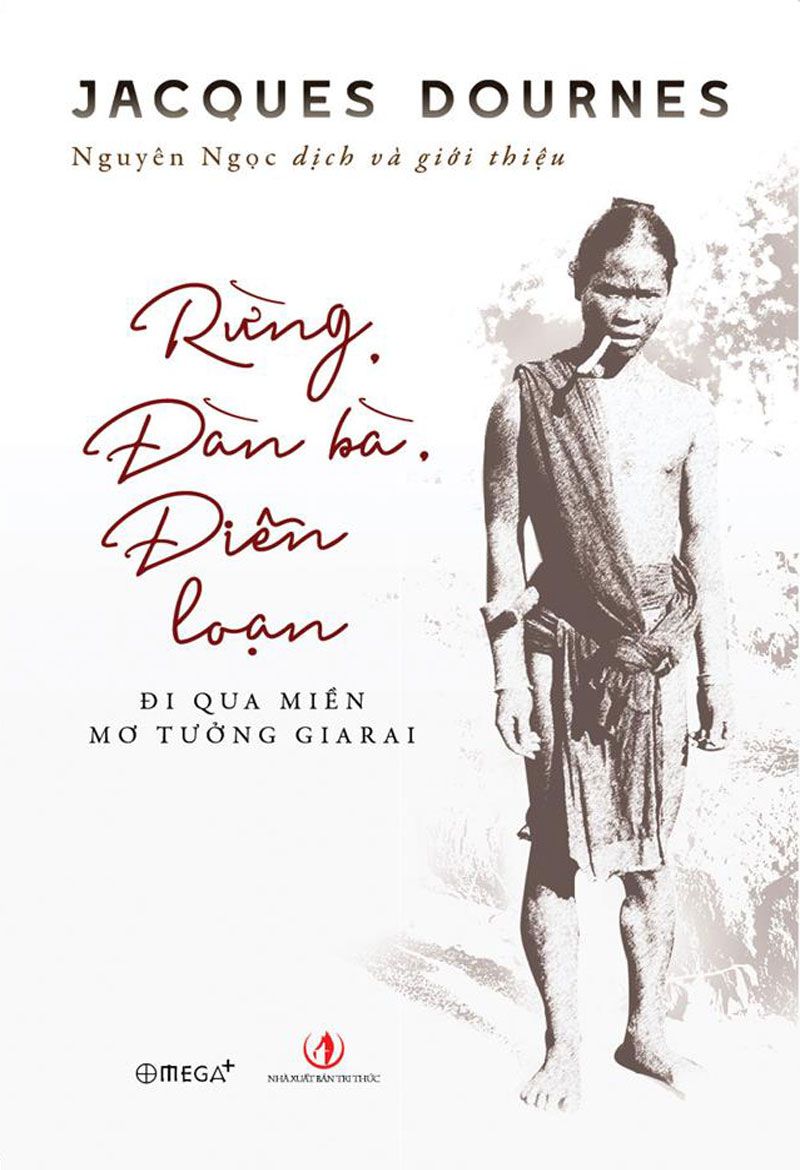 JACQUES DOURNES
Nguyên Ngọc dịch và giới thiệu
Rừng,
Đàn bà,
Điên
loạn
ĐI QUA MIỀN
MƠ TƯỞNG GIARAI
OMEGA+
NHÀ XUẤT BẢN TRI THỨC